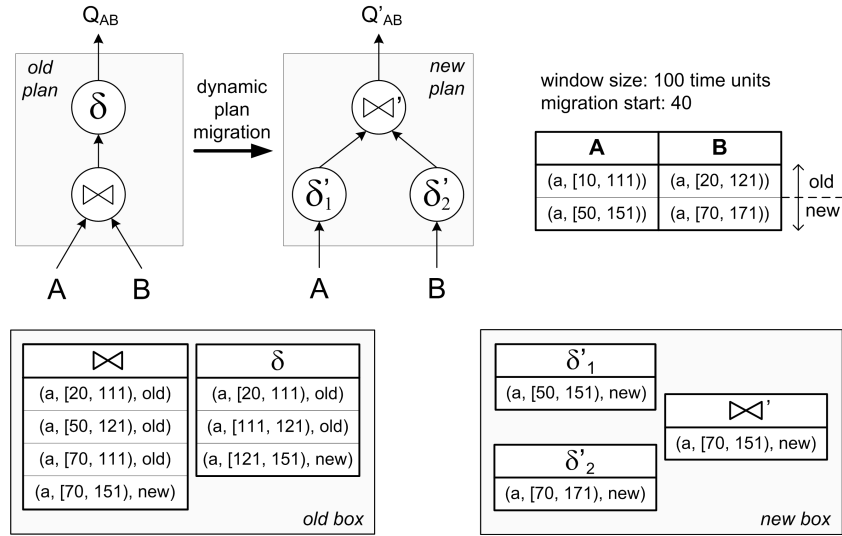 Q_AB Q'_AB
old plan
new plan
δ
⋈
dynamic plan migration
⋈'
δ'_1 δ'_2
A B
A B
window size: 100 time units
migration start: 40
A B
(a, [10, 111)) (a, [20, 121)) old
(a, [50, 151)) (a, [70, 171)) new
⋈ δ
(a, [20, 111), old) (a, [20, 111), old)
(a, [50, 121), old) (a, [111, 121), old)
(a, [70, 111), old) (a, [121, 151), new)
(a, [70, 151), new)
old box
δ'_1
(a, [50, 151), new)
⋈'
(a, [70, 151), new)
δ'_2
(a, [70, 171), new)
new box